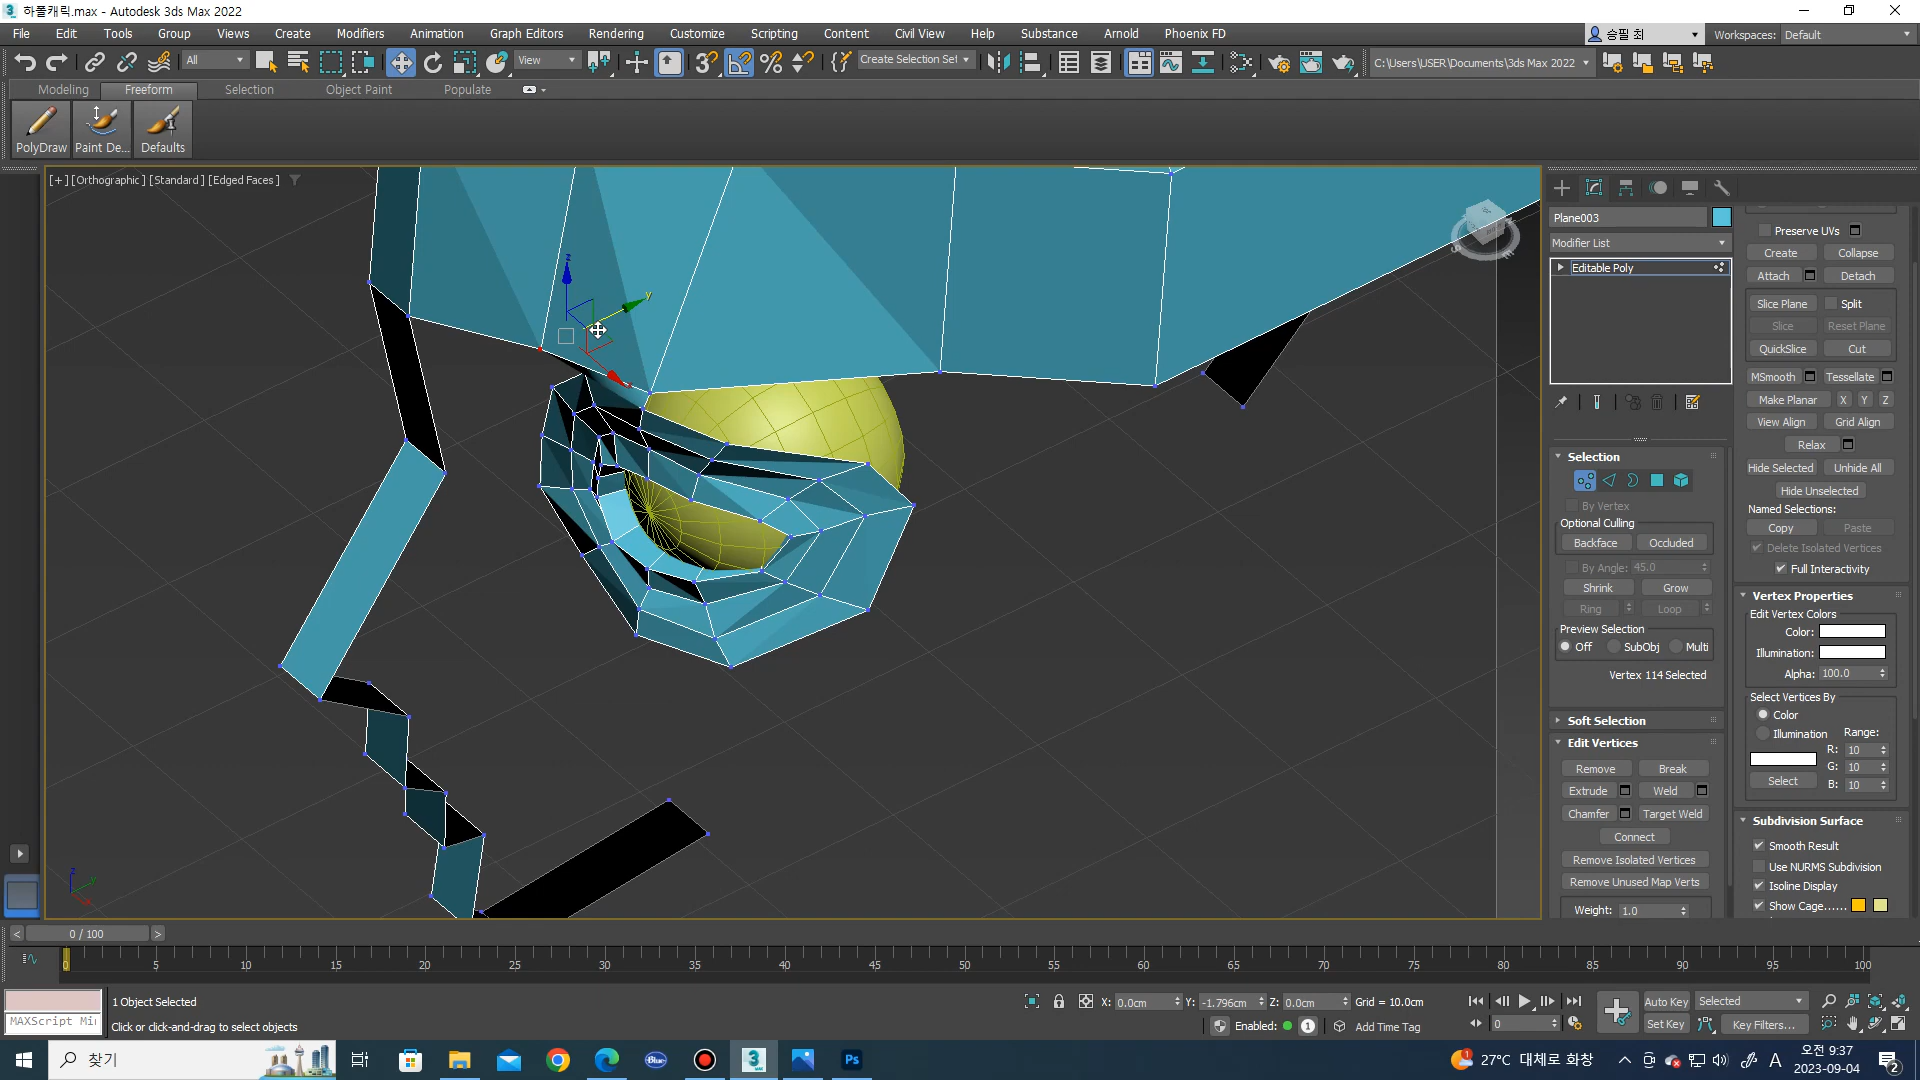 하폴캐릭.max - Autodesk 3ds Max 2022
File Edit Tools Group Views Create Modifiers Animation Graph Editors Rendering Customize Scripting Content Civil View Help Substance Arnold Phoenix FD
승필 최 Workspaces: Default
All View Create Selection Set C:\Users\USER\Documents\3ds Max 2022
Modeling Freeform Selection Object Paint Populate
PolyDraw Paint De... Defaults
[+] [Orthographic ] [Standard ] [Edged Faces ]
Plane003
Modifier List
Editable Poly
Selection
By Vertex
Optional Culling
Backface Occluded
By Angle: 45.0
Shrink Grow
Ring Loop
Preview Selection
Off SubObj Multi
Vertex 114 Selected
Soft Selection
Edit Vertices
Remove Break
Extrude Weld
Chamfer Target Weld
Connect
Remove Isolated Vertices
Remove Unused Map Verts
Weight: 1.0
Preserve UVs
Create Collapse
Attach Detach
Slice Plane Split
Slice Reset Plane
QuickSlice Cut
MSmooth Tessellate
Make Planar X Y Z
View Align Grid Align
Relax
Hide Selected Unhide All
Hide Unselected
Named Selections:
Copy Paste
Delete Isolated Vertices
Full Interactivity
Vertex Properties
Edit Vertex Colors
Color:
Illumination:
Alpha: 100.0
Select Vertices By
Color
Illumination Range:
R: 10
G: 10
Select B: 10
Subdivision Surface
Smooth Result
Use NURMS Subdivision
Isoline Display
Show Cage......
z y
z y x
< 0 / 100 >
0 5 10 15 20 25 30 35 40 45 50 55 60 65 70 75 80 85 90 95 100
1 Object Selected
X: 0.0cm Y: -1.796cm Z: 0.0cm Grid = 10.0cm
Auto Key Selected
MAXScript Mi
Click or click-and-drag to select objects
Enabled: 1 Add Time Tag
0 Set Key Key Filters...
찾기
Blue
3
Ps
1 27°C 대체로 화창
A
오전 9:37
2023-09-04
2